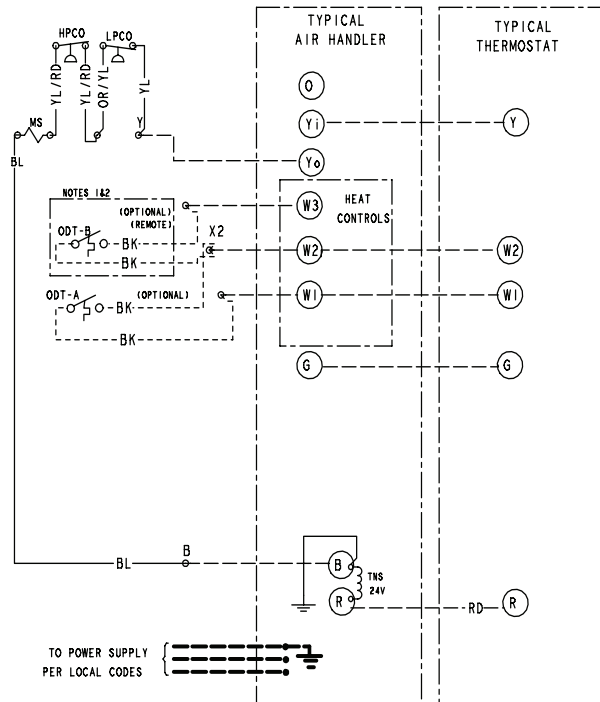 TYPICAL
AIR HANDLER
TYPICAL
THERMOSTAT
HPCO
LPCO
YL/RD
YL/RD
OR/YL
YL
O
MS
Y
Yi
Y
BL
Yo
NOTES 1&2
(OPTIONAL)
(REMOTE)
W3
HEAT
CONTROLS
ODT-B
BK
BK
X2
W2
W2
ODT-A
(OPTIONAL)
BK
W1
W1
BK
G
G
BL
B
B
TNS
24V
R
RD
R
TO POWER SUPPLY
PER LOCAL CODES